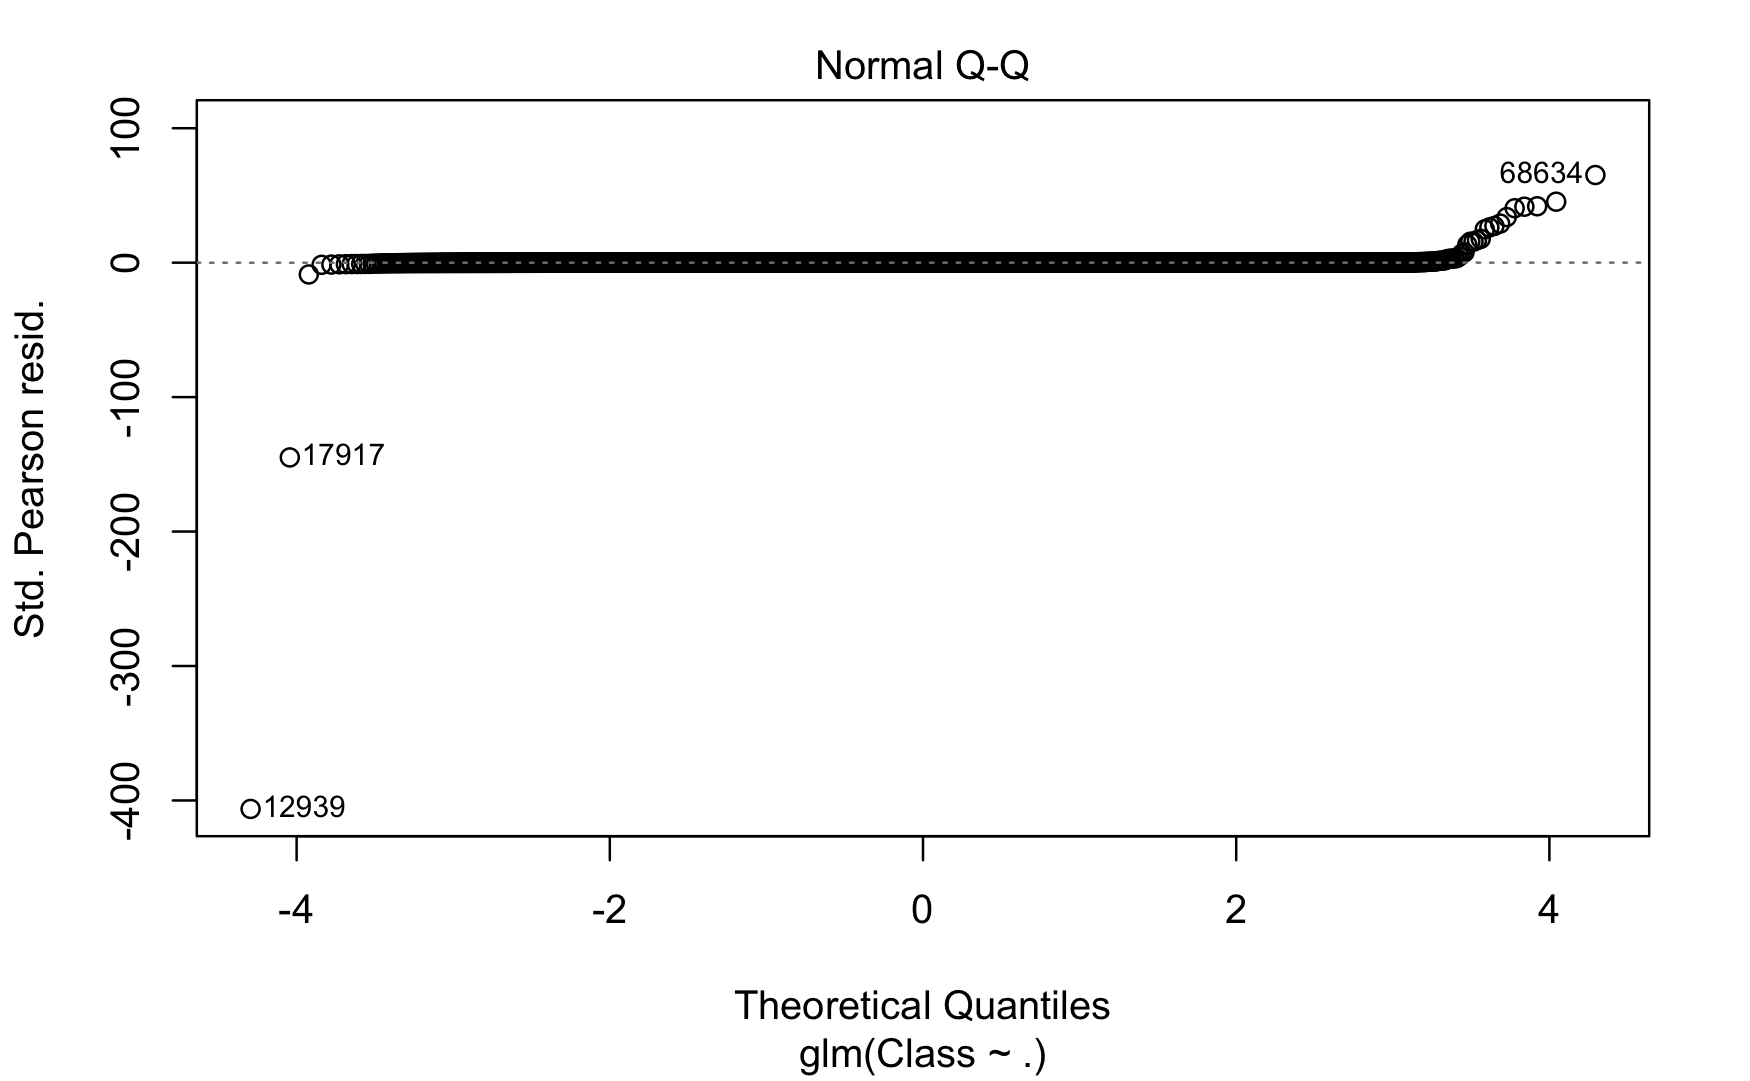 Normal Q-Q
100
0
-100
-200
-300
-400
Std. Pearson resid.
68634
17917
12939
-4 -2 0 2 4
Theoretical Quantiles
glm(Class ~ .)